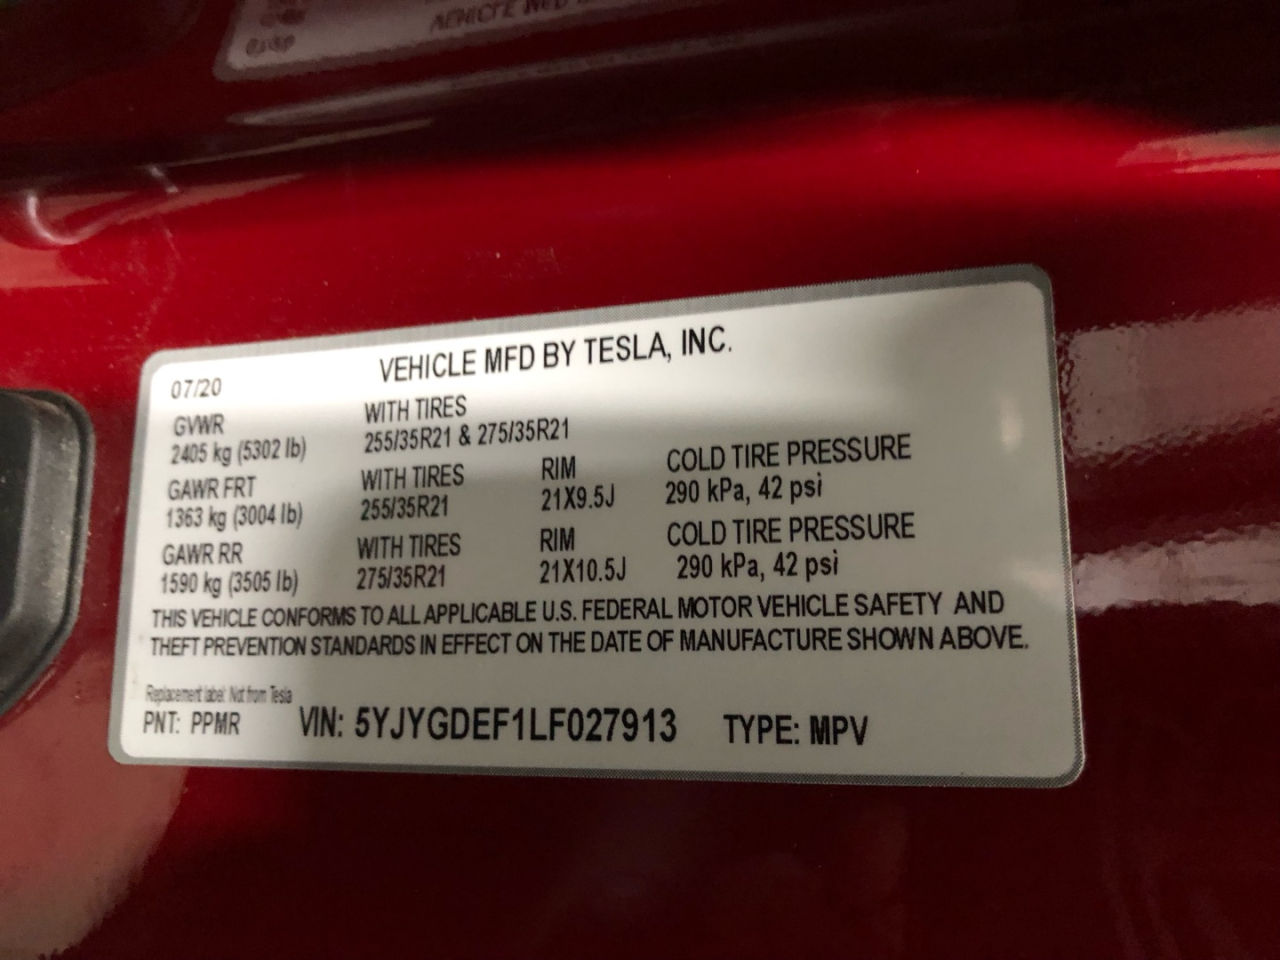 VEHICLE MFD
VEHICLE MFD BY TESLA, INC.
07/20
GVWR WITH TIRES
2405 kg (5302 lb) 255/35R21 & 275/35R21
GAWR FRT WITH TIRES RIM COLD TIRE PRESSURE
1363 kg (3004 lb) 255/35R21 21X9.5J 290 kPa, 42 psi
GAWR RR WITH TIRES RIM COLD TIRE PRESSURE
1590 kg (3505 lb) 275/35R21 21X10.5J 290 kPa, 42 psi
THIS VEHICLE CONFORMS TO ALL APPLICABLE U.S. FEDERAL MOTOR VEHICLE SAFETY AND
THEFT PREVENTION STANDARDS IN EFFECT ON THE DATE OF MANUFACTURE SHOWN ABOVE.
Replacement label: Not from Tesla
PNT: PPMR VIN: 5YJYGDEF1LF027913 TYPE: MPV